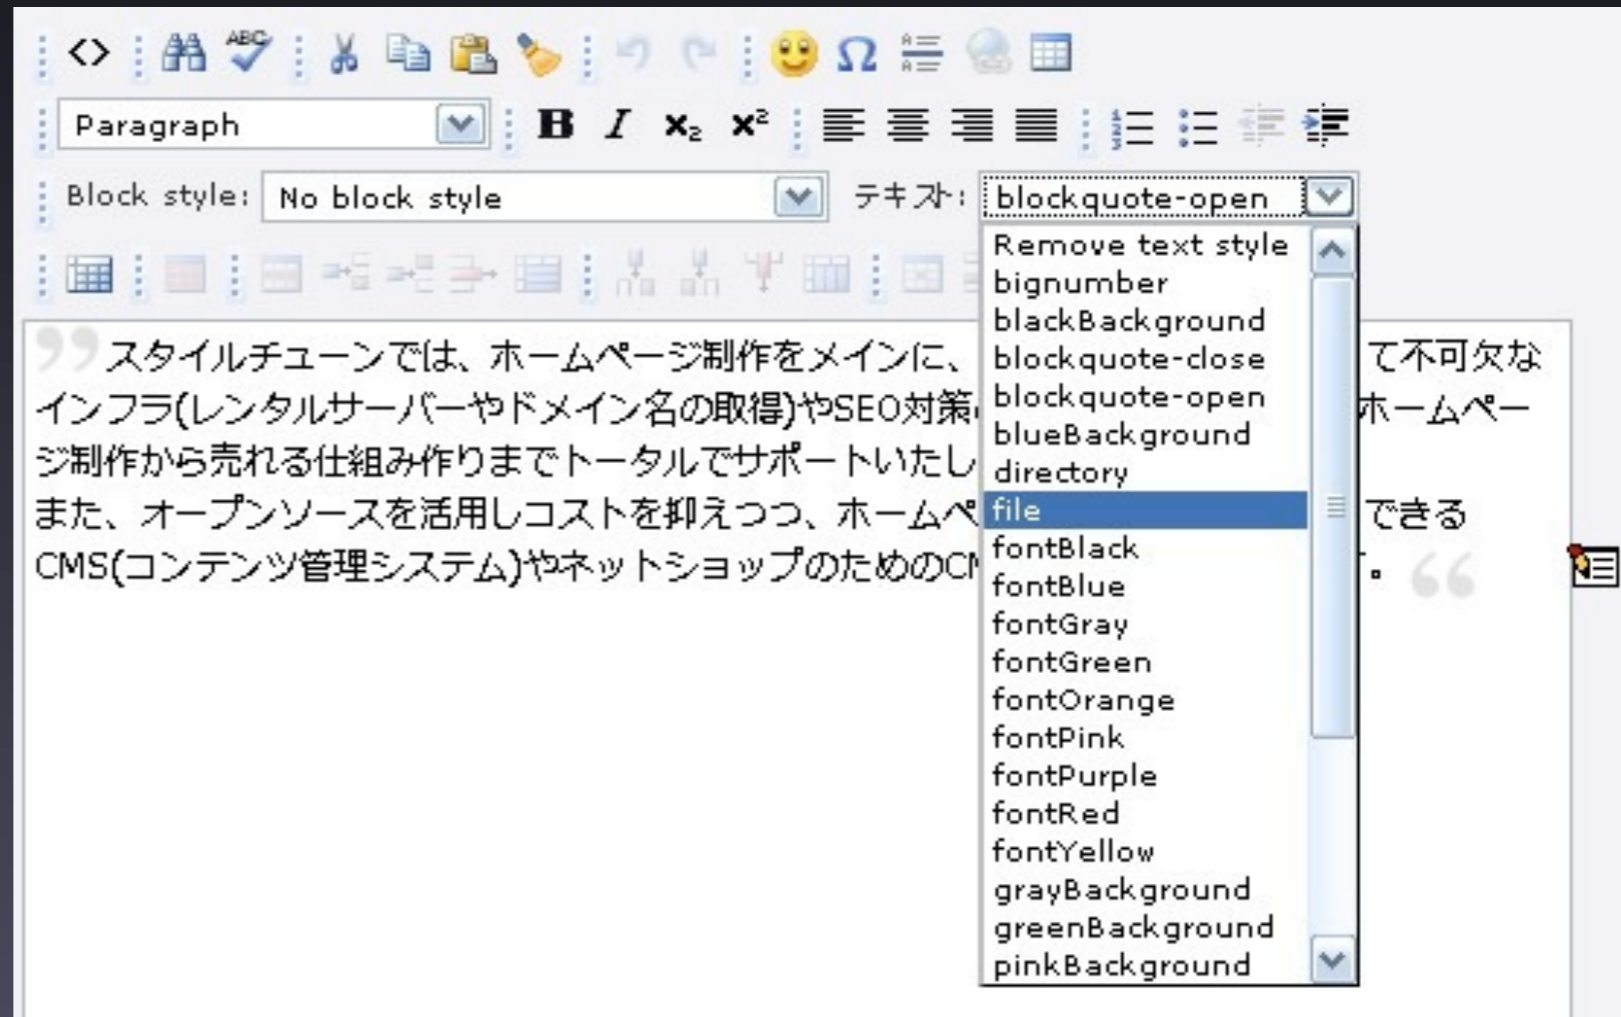 ABC
Paragraph
B I x₂ x²
Block style: No block style テキスト: blockquote-open
Remove text style
bignumber
blackBackground
blockquote-close
blockquote-open
blueBackground
directory
file
fontBlack
fontBlue
fontGray
fontGreen
fontOrange
fontPink
fontPurple
fontRed
fontYellow
grayBackground
greenBackground
pinkBackground
”スタイルチューンでは、ホームページ制作をメインに、 て不可欠な
インフラ(レンタルサーバーやドメイン名の取得)やSEO対策 ホームペー
ジ制作から売れる仕組み作りまでトータルでサポートいたし
また、オープンソースを活用しコストを抑えつつ、ホームペ できる
CMS(コンテンツ管理システム)やネットショップのためのC 。“